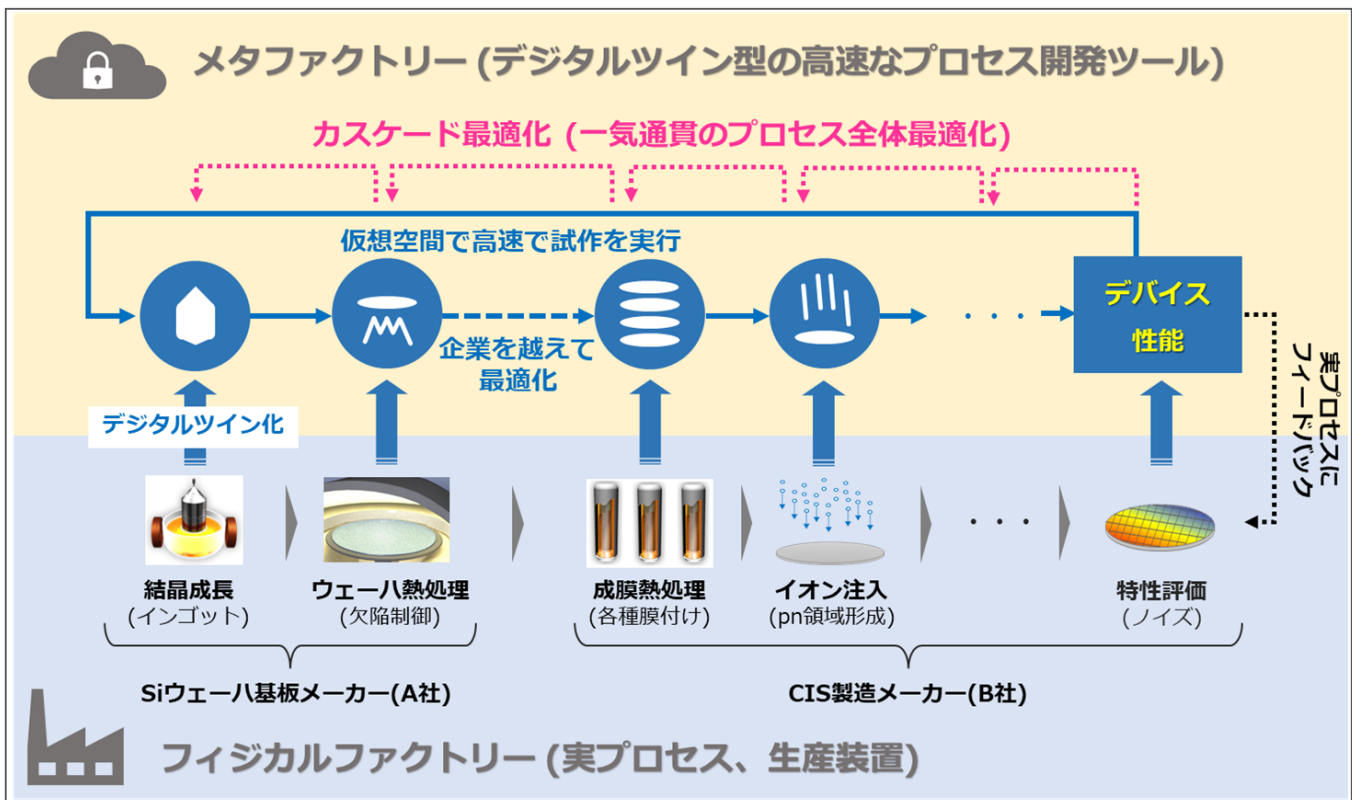 メタファクトリー (デジタルツイン型の高速なプロセス開発ツール)
カスケード最適化 (一気通貫のプロセス全体最適化)
仮想空間で高速で試作を実行
企業を越えて
最適化
・・・
デバイス
性能
実プロセスに
フィードバック
デジタルツイン化
・・・
結晶成長
(インゴット)
ウェーハ熱処理
(欠陥制御)
成膜熱処理
(各種膜付け)
イオン注入
(pn領域形成)
特性評価
(ノイズ)
Siウェーハ基板メーカー(A社)
CIS製造メーカー(B社)
フィジカルファクトリー (実プロセス、生産装置)